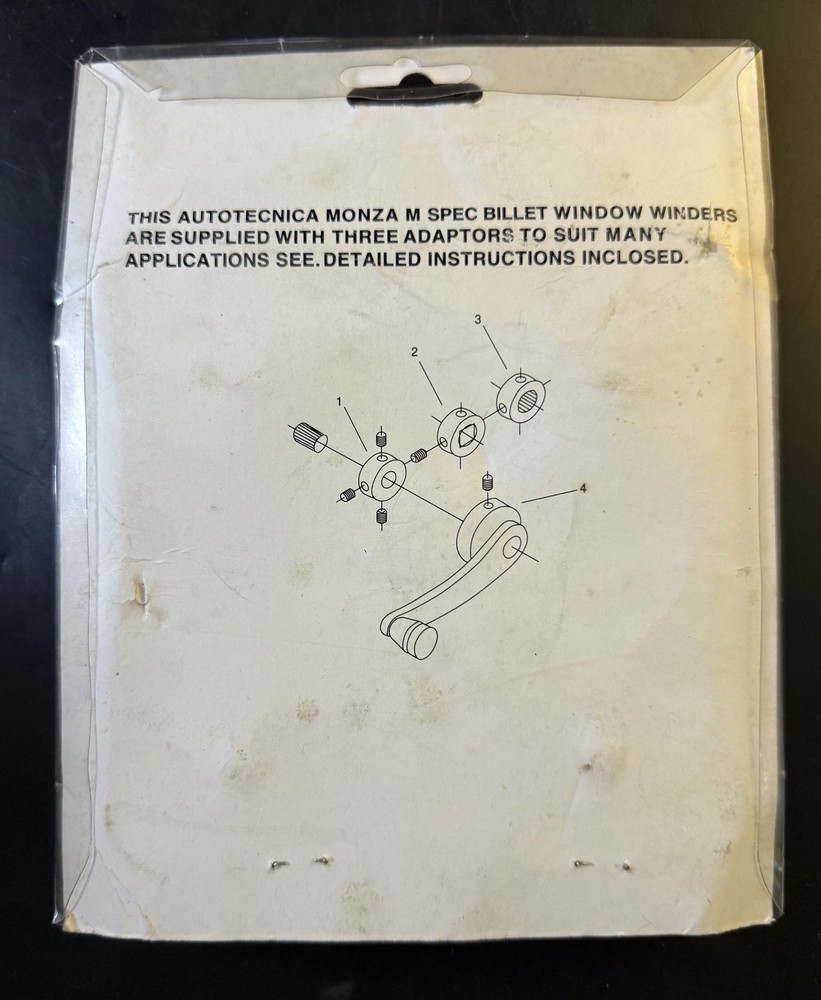 THIS AUTOTECNICA MONZA M SPEC BILLET WINDOW WINDERS
ARE SUPPLIED WITH THREE ADAPTORS TO SUIT MANY
APPLICATIONS SEE.DETAILED INSTRUCTIONS INCLOSED.
3
2
1
4